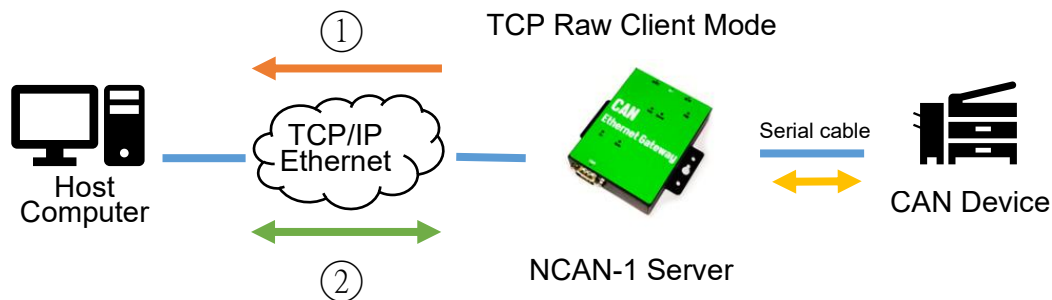 ①
TCP Raw Client Mode
CAN
Ethernet Gateway
TCP/IP
Ethernet
Serial cable
Host
Computer
CAN Device
NCAN-1 Server
②